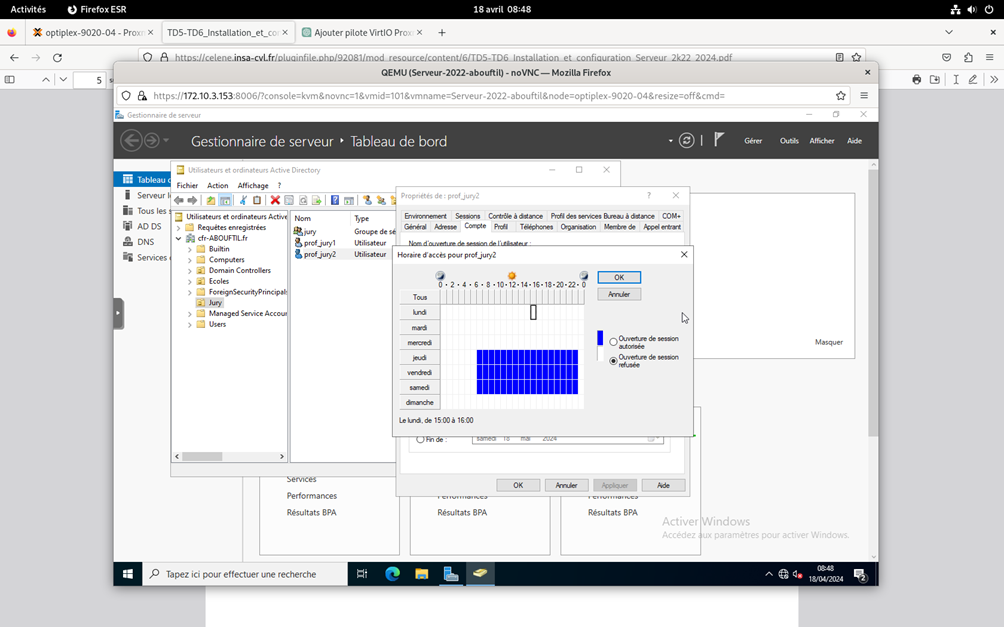 Activités Firefox ESR 18 avril 08:48
optiplex-9020-04 - Proxm TD5-TD6_Installation_et_con Ajouter pilote VirtIO Prox
https://celene.insa-cvl.fr/pluginfile.php/92081/mod_resource/content/6/TD5-TD6_Installation_et_configuration_Serveur_2k22_2024.pdf
5
QEMU (Serveur-2022-abouftil) - noVNC — Mozilla Firefox
https://172.10.3.153:8006/?console=kvm&novnc=1&vmid=101&vmname=Serveur-2022-abouftil&node=optiplex-9020-04&resize=off&cmd=
Gestionnaire de serveur
Gestionnaire de serveur Tableau de bord Gérer Outils Afficher Aide
Tableau d
Serveur l
Tous les s
AD DS
DNS
Services
Utilisateurs et ordinateurs Active Directory
Fichier Action Affichage ?
Utilisateurs et ordinateurs Active
Requêtes enregistrées
cfr-ABOUFTIL.fr
Builtin
Computers
Domain Controllers
Ecoles
ForeignSecurityPrincipals
Jury
Managed Service Accour
Users
Nom Type
jury Groupe de sé
prof_jury1 Utilisateur
prof_jury2 Utilisateur
Propriétés de : prof_jury2 ?
Environnement Sessions Contrôle à distance Profil des services Bureau à distance COM+
Général Adresse Compte Profil Téléphones Organisation Membre de Appel entrant
Nom d'ouverture de session de l'utilisateur :
Horaire d'accès pour prof_jury2
0 · 2 · 4 · 6 · 8 · 10 · 12 · 14 · 16 · 18 · 20 · 22 · 0
Tous
lundi
mardi
mercredi
jeudi
vendredi
samedi
dimanche
OK
Annuler
Ouverture de session autorisée
Ouverture de session refusée
Le lundi, de 15:00 à 16:00
Fin de : samedi 18 mai 2024
OK Annuler Appliquer Aide
Masquer
Services
Performances Performances Performances
Résultats BPA Résultats BPA Résultats BPA
Activer Windows
Accédez aux paramètres pour activer Windows.
Tapez ici pour effectuer une recherche
08:48
18/04/2024
2